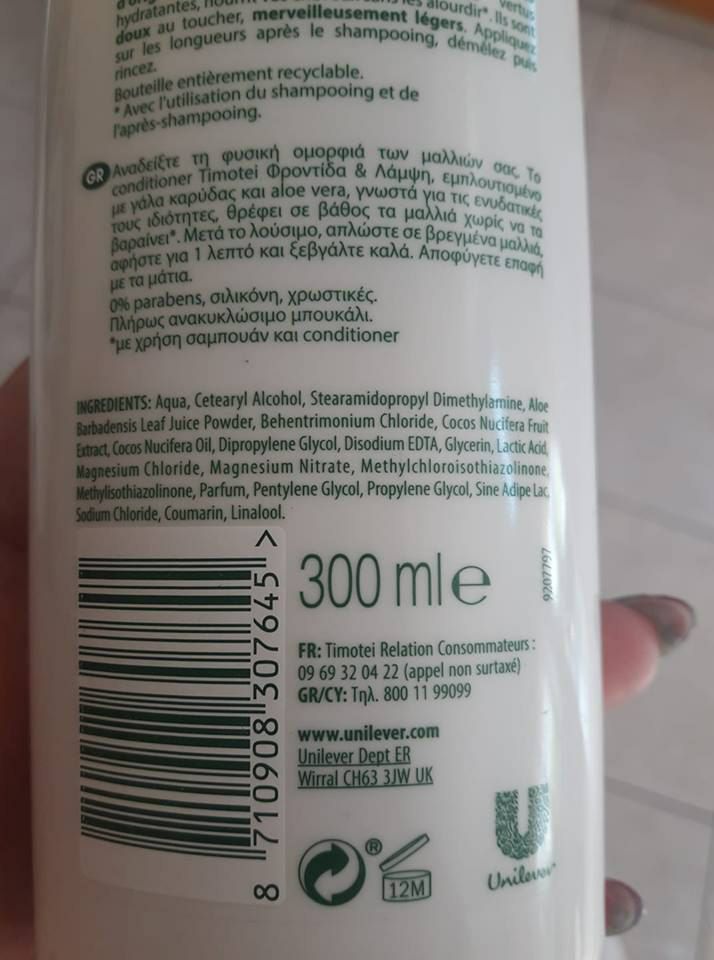 hydratantes,
alourdir*. Ils sont
doux au toucher, merveilleusement légers. Appliquez
sur les longueurs après le shampooing, démêlez puis
rincez.
Bouteille entièrement recyclable.
* Avec l'utilisation du shampooing et de
l'après-shampooing.
GR Αναδείξτε τη φυσική ομορφιά των μαλλιών σας. Το
conditioner Timotei Φροντίδα & Λάμψη, εμπλουτισμένο
με γάλα καρύδας και aloe vera, γνωστά για τις ενυδατικές
τους ιδιότητες, θρέφει σε βάθος τα μαλλιά χωρίς να τα
βαραίνει*. Μετά το λούσιμο, απλώστε σε βρεγμένα μαλλιά,
αφήστε για 1 λεπτό και ξεβγάλτε καλά. Αποφύγετε επαφή
με τα μάτια.
0% parabens, σιλικόνη, χρωστικές.
Πλήρως ανακυκλώσιμο μπουκάλι.
*με χρήση σαμπουάν και conditioner
INGREDIENTS: Aqua, Cetearyl Alcohol, Stearamidopropyl Dimethylamine, Aloe
Barbadensis Leaf Juice Powder, Behentrimonium Chloride, Cocos Nucifera Fruit
Extract, Cocos Nucifera Oil, Dipropylene Glycol, Disodium EDTA, Glycerin, Lactic Acid,
Magnesium Chloride, Magnesium Nitrate, Methylchloroisothiazolinone,
Methylisothiazolinone, Parfum, Pentylene Glycol, Propylene Glycol, Sine Adipe Lac,
Sodium Chloride, Coumarin, Linalool.
8 710908 307645 >
300 ml e
9207797
FR: Timotei Relation Consommateurs :
09 69 32 04 22 (appel non surtaxé)
GR/CY: Τηλ. 800 11 99099
www.unilever.com
Unilever Dept ER
Wirral CH63 3JW UK
®
12M
Unilever